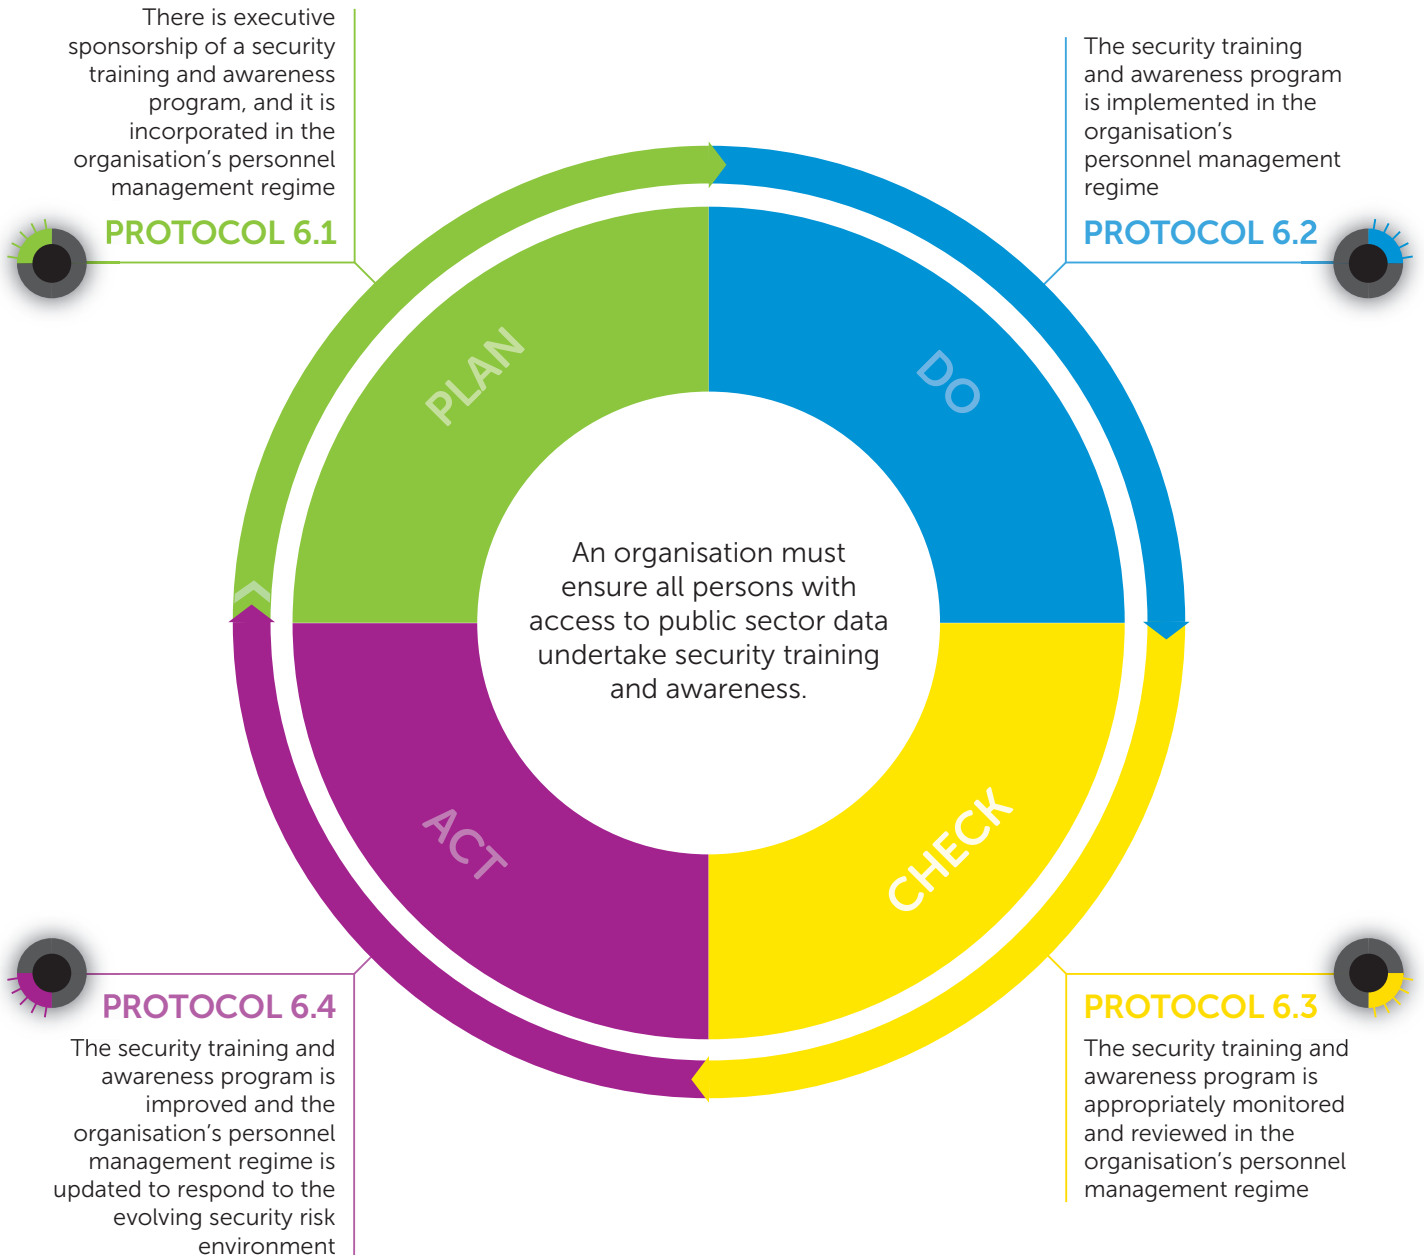 There is executive
sponsorship of a security
training and awareness
program, and it is
incorporated in the
organisation’s personnel
management regime
PROTOCOL 6.1
The security training
and awareness program
is implemented in the
organisation’s
personnel management
regime
PROTOCOL 6.2
PLAN
DO
An organisation must
ensure all persons with
access to public sector data
undertake security training
and awareness.
ACT
CHECK
PROTOCOL 6.4
The security training and
awareness program is
improved and the
organisation’s personnel
management regime is
updated to respond to the
evolving security risk
environment
PROTOCOL 6.3
The security training and
awareness program is
appropriately monitored
and reviewed in the
organisation’s personnel
management regime